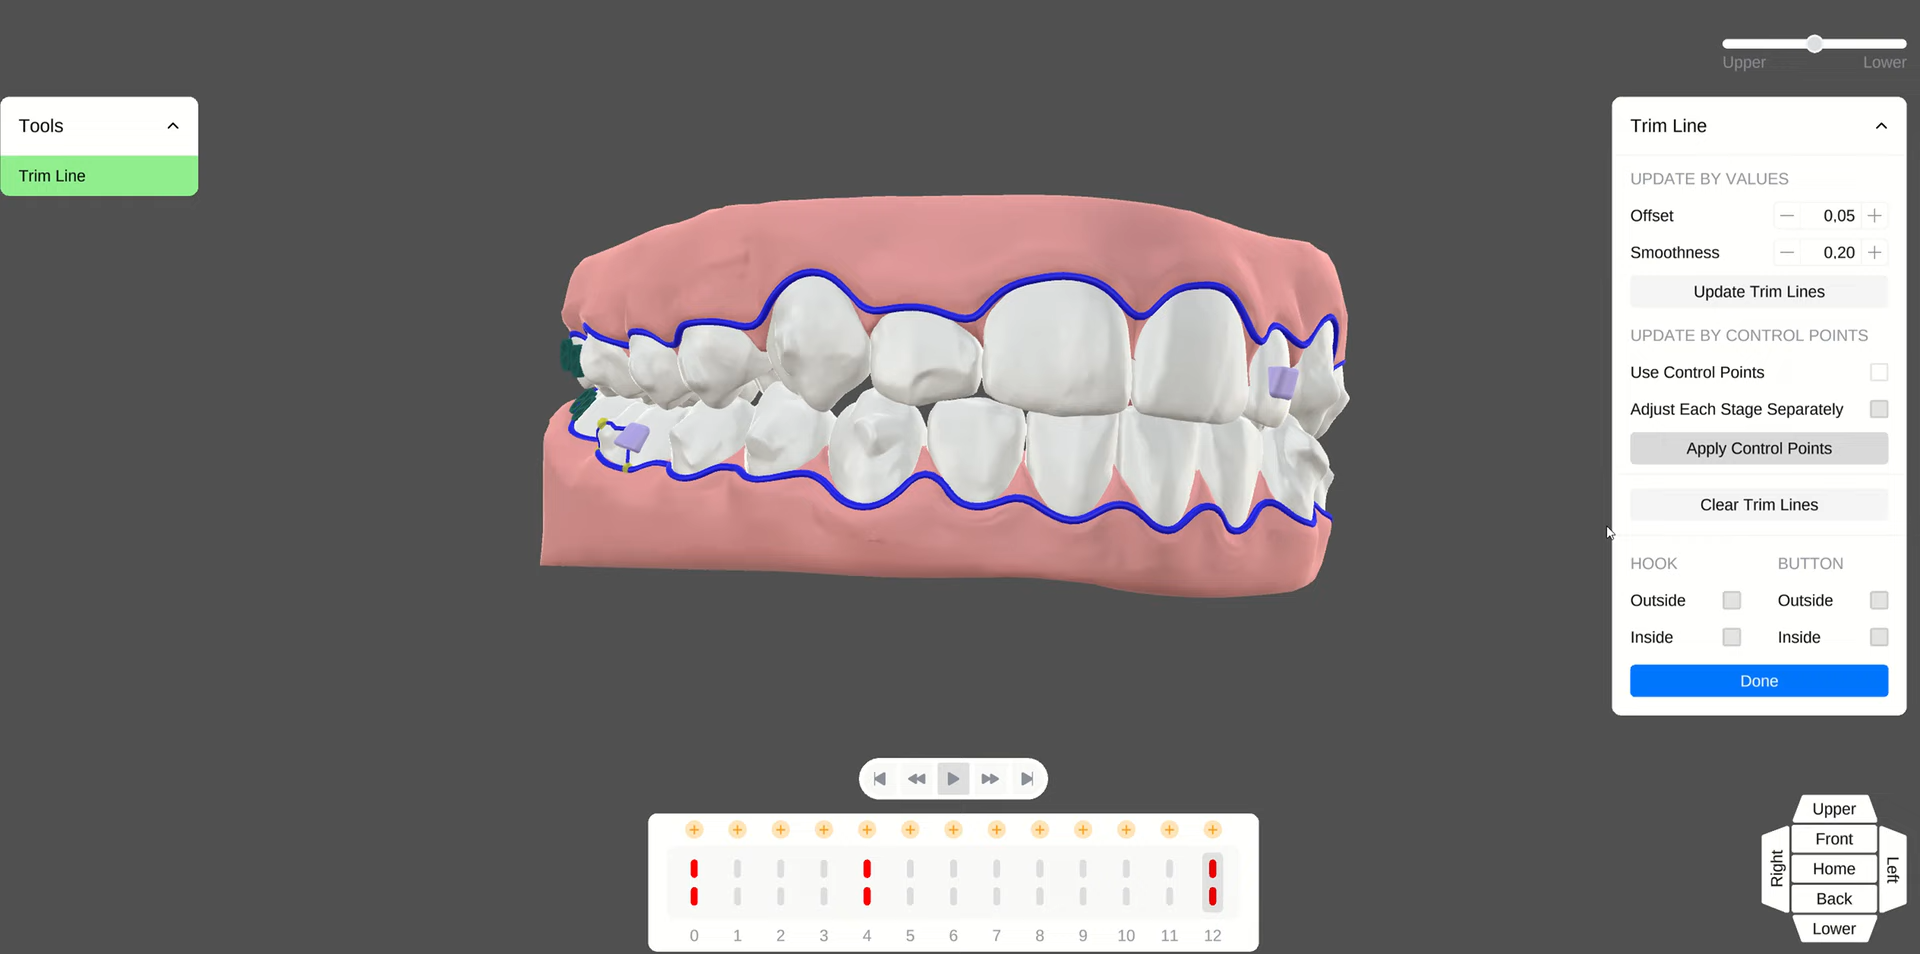 Upper Lower
Tools
Trim Line
Trim Line
UPDATE BY VALUES
Offset 0,05
Smoothness 0,20
Update Trim Lines
UPDATE BY CONTROL POINTS
Use Control Points
Adjust Each Stage Separately
Apply Control Points
Clear Trim Lines
HOOK BUTTON
Outside Outside
Inside Inside
Done
0 1 2 3 4 5 6 7 8 9 10 11 12
Upper
Front
Right Home Left
Back
Lower